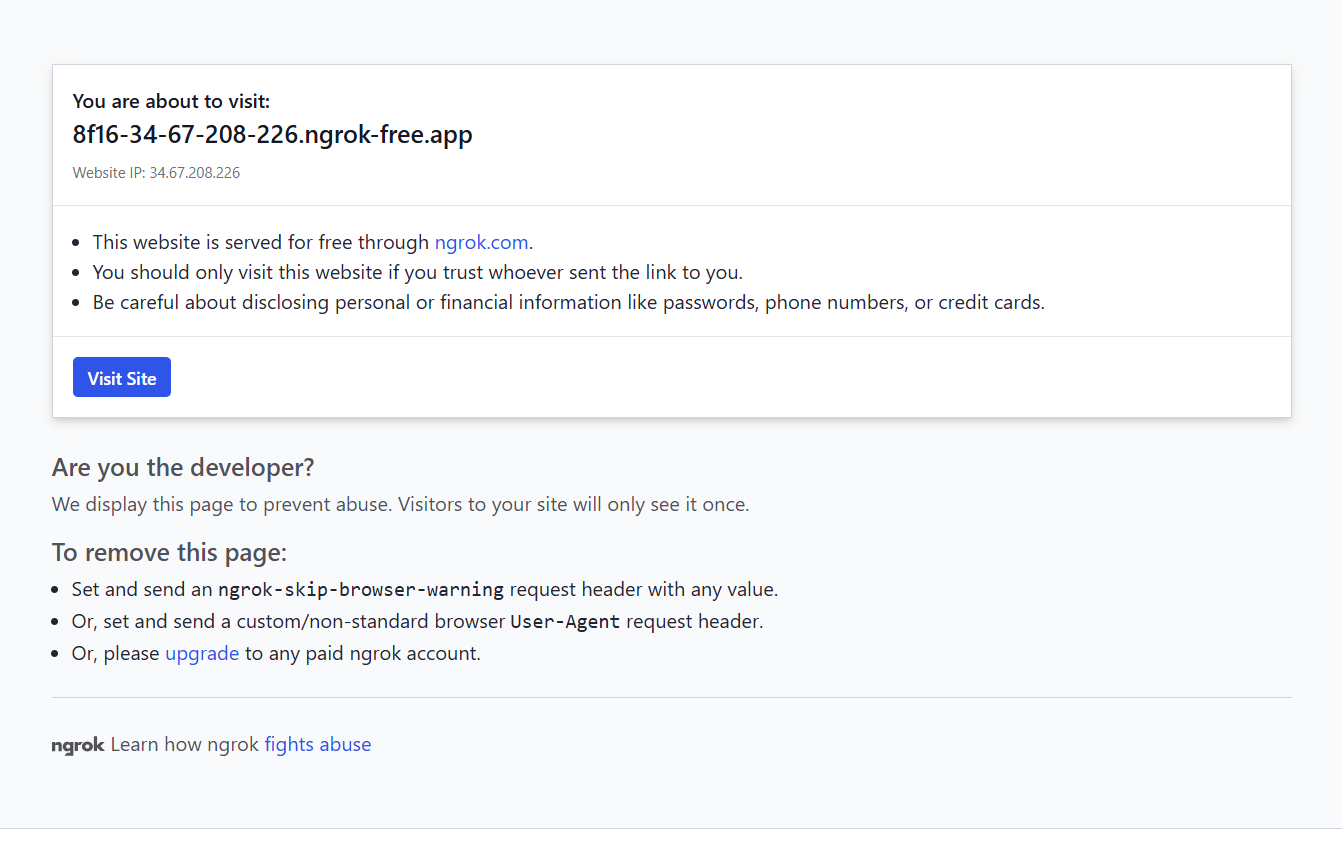 You are about to visit:
8f16-34-67-208-226.ngrok-free.app
Website IP: 34.67.208.226
This website is served for free through ngrok.com.
You should only visit this website if you trust whoever sent the link to you.
Be careful about disclosing personal or financial information like passwords, phone numbers, or credit cards.
Visit Site
Are you the developer?
We display this page to prevent abuse. Visitors to your site will only see it once.
To remove this page:
Set and send an ngrok-skip-browser-warning request header with any value.
Or, set and send a custom/non-standard browser User-Agent request header.
Or, please upgrade to any paid ngrok account.
ngrok Learn how ngrok fights abuse